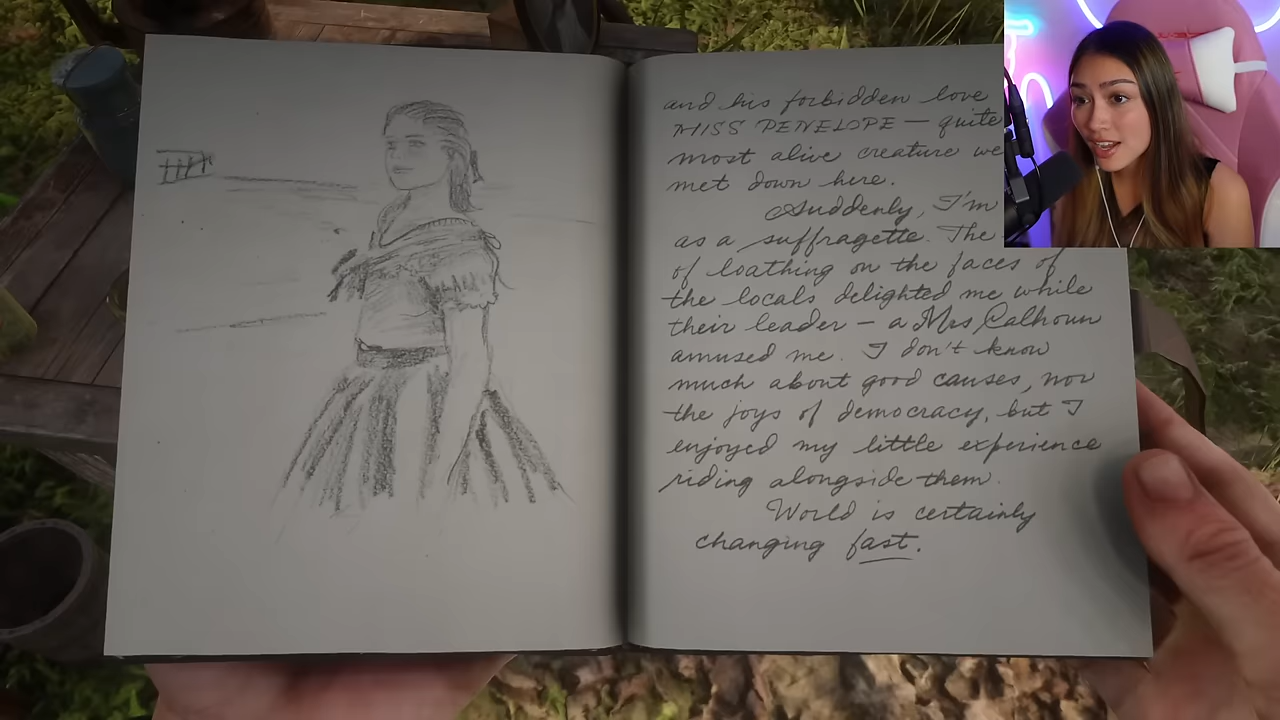 and his forbidden love
MISS PENELOPE — quite
most alive creature we
met down here.
Suddenly, I'm
as a suffragette. The
of loathing on the faces of
the locals delighted me while
their leader — a Mrs Calhoun
amused me. I don't know
much about good causes, nor
the joys of democracy, but I
enjoyed my little experience
riding alongside them.
World is certainly
changing fast.